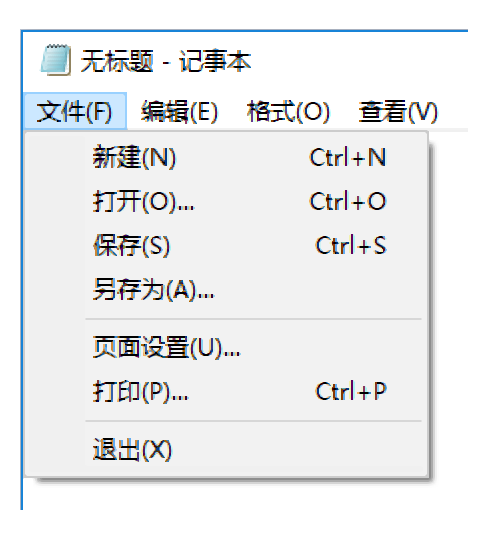 无标题 - 记事本
文件(F) 编辑(E) 格式(O) 查看(V)
新建(N) Ctrl+N
打开(O)... Ctrl+O
保存(S) Ctrl+S
另存为(A)...
页面设置(U)...
打印(P)... Ctrl+P
退出(X)